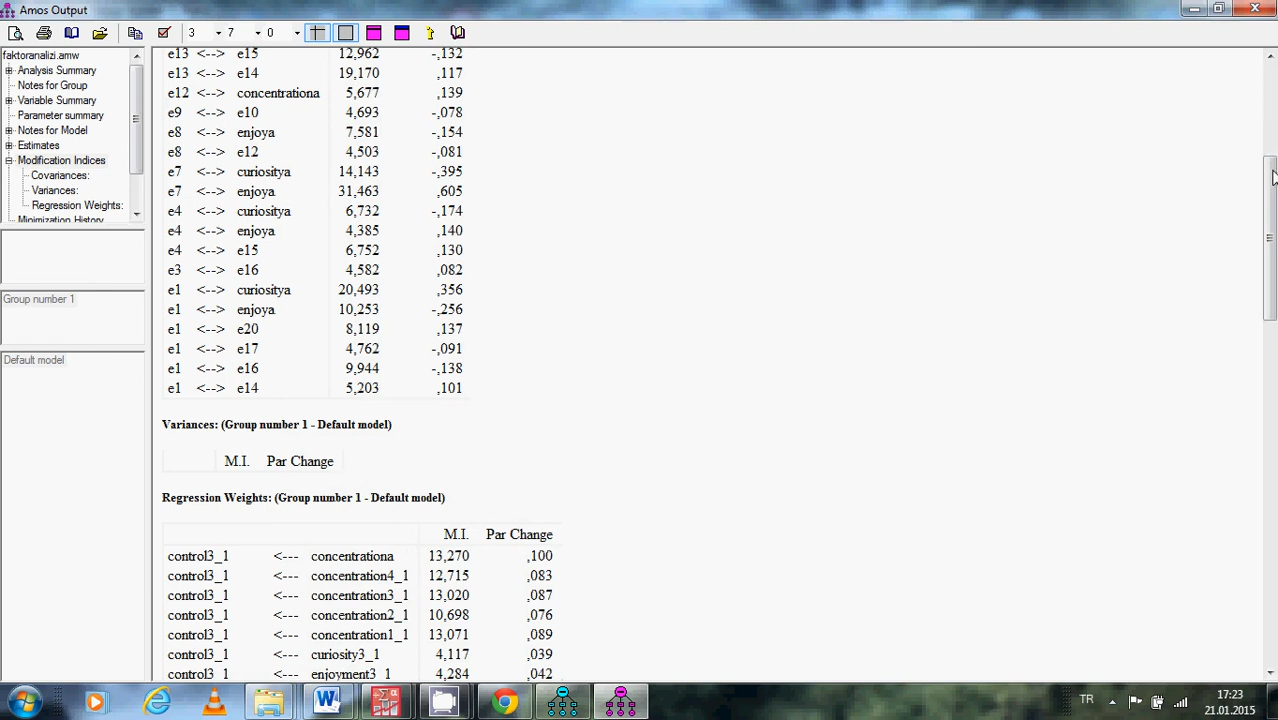 Amos Output
3 7 0
faktoranalizi.amw
Analysis Summary
Notes for Group
Variable Summary
Parameter summary
Notes for Model
Estimates
Modification Indices
Covariances:
Variances:
Regression Weights:
Minimization History
Group number 1
Default model
e13 <--> e15 12,962 -,132
e13 <--> e14 19,170 ,117
e12 <--> concentrationa 5,677 ,139
e9 <--> e10 4,693 -,078
e8 <--> enjoya 7,581 -,154
e8 <--> e12 4,503 -,081
e7 <--> curiositya 14,143 -,395
e7 <--> enjoya 31,463 ,605
e4 <--> curiositya 6,732 -,174
e4 <--> enjoya 4,385 ,140
e4 <--> e15 6,752 ,130
e3 <--> e16 4,582 ,082
e1 <--> curiositya 20,493 ,356
e1 <--> enjoya 10,253 -,256
e1 <--> e20 8,119 ,137
e1 <--> e17 4,762 -,091
e1 <--> e16 9,944 -,138
e1 <--> e14 5,203 ,101
Variances: (Group number 1 - Default model)
M.I. Par Change
Regression Weights: (Group number 1 - Default model)
M.I. Par Change
control3_1 <--- concentrationa 13,270 ,100
control3_1 <--- concentration4_1 12,715 ,083
control3_1 <--- concentration3_1 13,020 ,087
control3_1 <--- concentration2_1 10,698 ,076
control3_1 <--- concentration1_1 13,071 ,089
control3_1 <--- curiosity3_1 4,117 ,039
control3_1 <--- enjoyment3_1 4,284 ,042
TR
17:23
21.01.2015